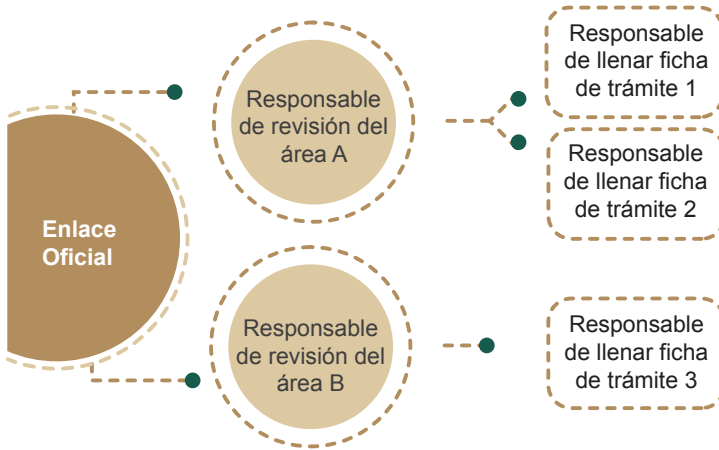 Enlace
Oficial
Responsable
de revisión del
área A
Responsable
de llenar ficha
de trámite 1
Responsable
de llenar ficha
de trámite 2
Responsable
de revisión del
área B
Responsable
de llenar ficha
de trámite 3